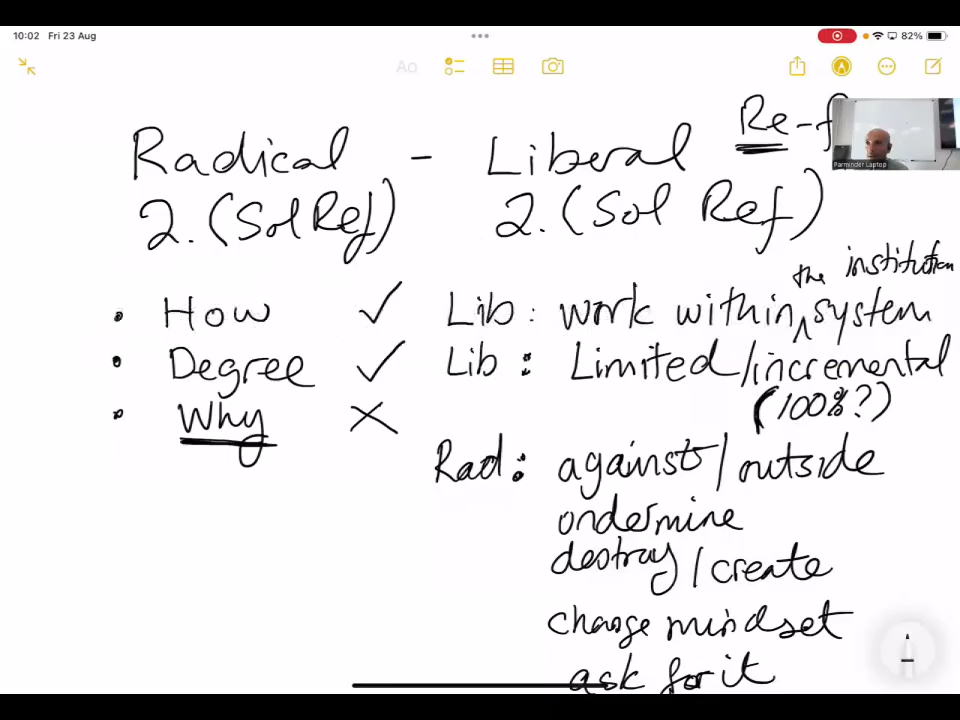 10:02 Fri 23 Aug
82%
Aa
Re-f
Parminder Laptop
Radical - Liberal
2. (Sol Ref) 2. (Sol Ref)
the institution
• How ✓ Lib: work within ^ system
• Degree ✓ Lib: Limited/incremental
(100%?)
• Why ✗
Rad: against/outside
undermine
destroy/create
change mindset
ask for it